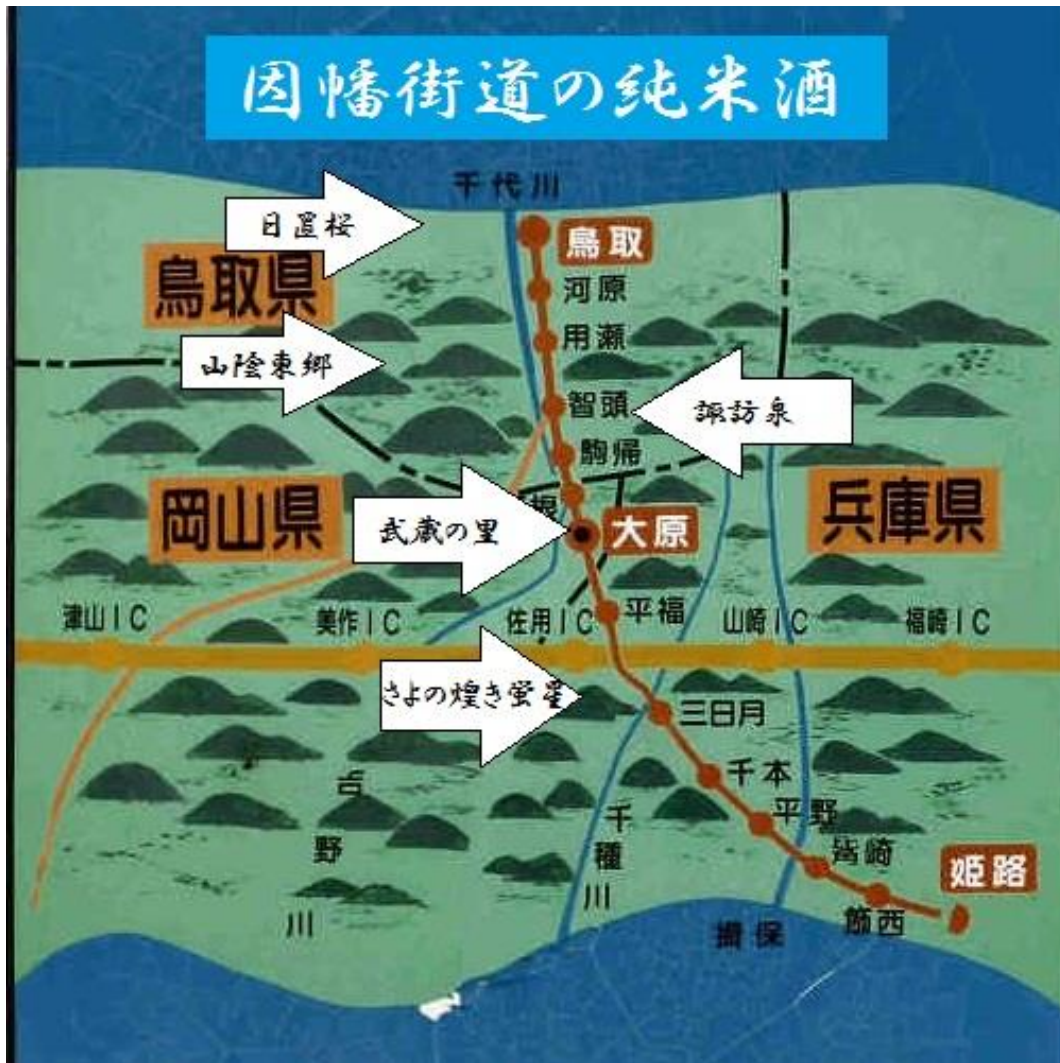 因幡街道の純米酒
千代川
日置桜
鳥取
鳥取県
河原
用瀬
山陰東郷
智頭
諏訪泉
駒帰
岡山県
根
武蔵の里
大原
兵庫県
津山IC
美作IC
佐用IC
平福
山崎IC
福崎IC
さよの煌き蛍星
三日月
千本
平野
觜崎
飾西
姫路
吉野川
千種川
揖保